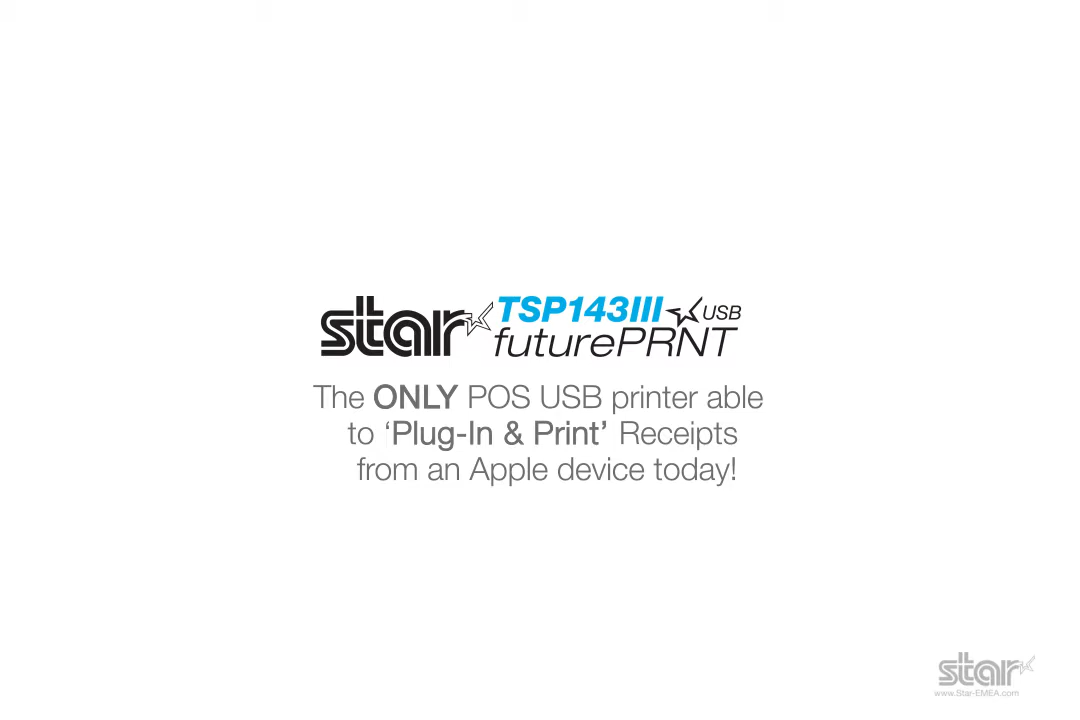 star TSP143III USB
futurePRNT
The ONLY POS USB printer able
to ‘Plug-In & Print’ Receipts
from an Apple device today!
star
www.Star-EMEA.com